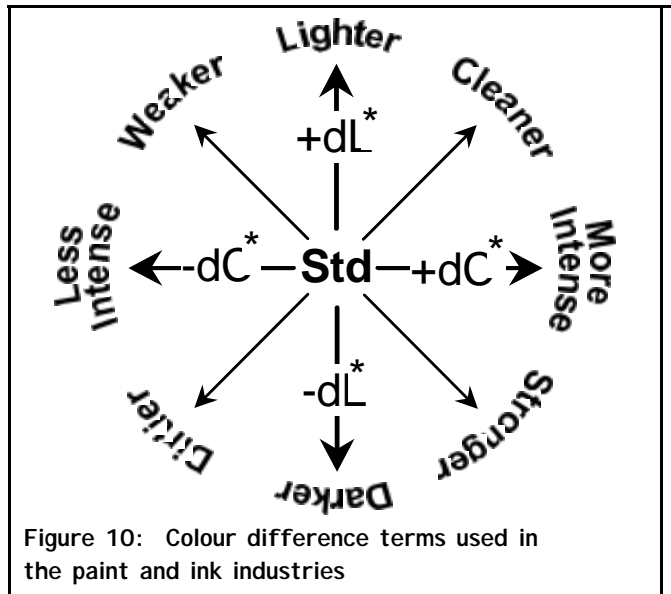 Lighter
Weaker
Cleaner
+dL*
Less
Intense
-dC*
Std
+dC*
More
Intense
-dL*
Dirtier
Stronger
Darker
Figure 10: Colour difference terms used in
the paint and ink industries